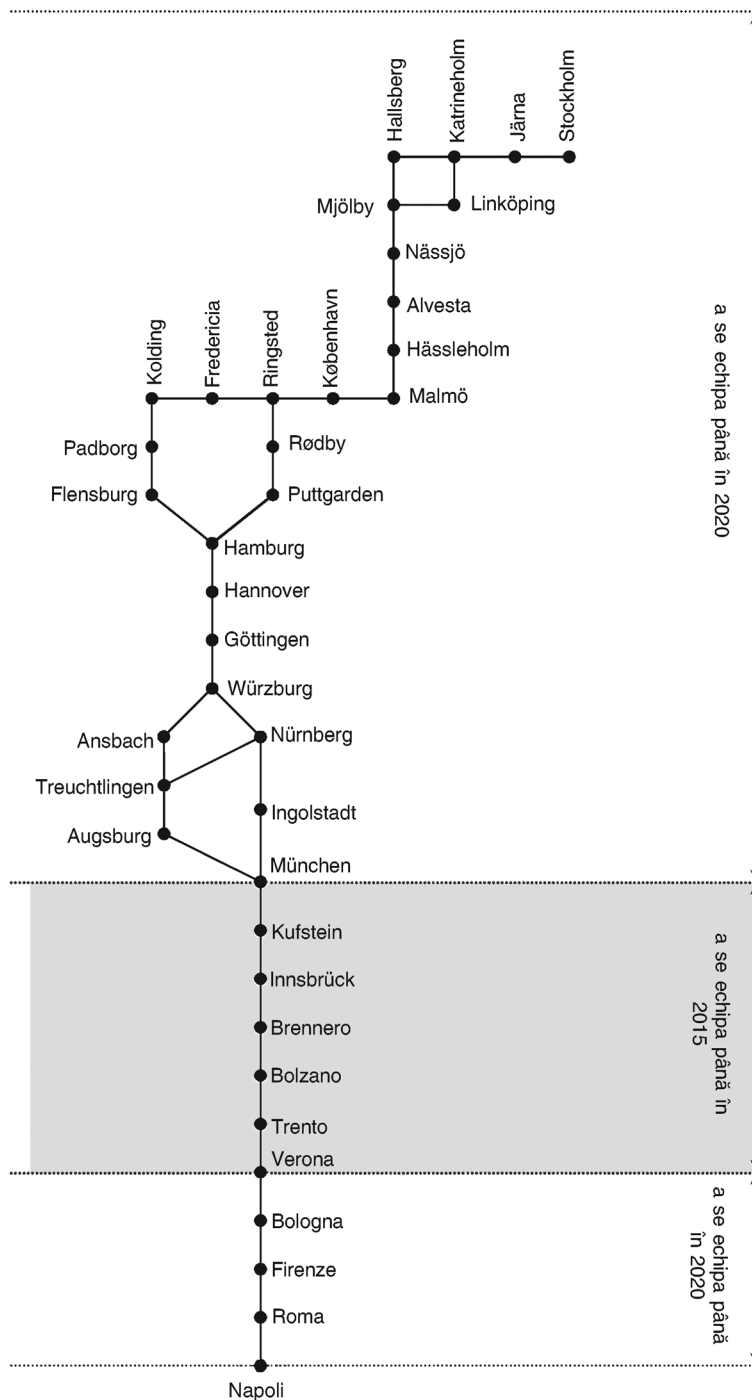 Hallsberg
Katrineholm
Järna
Stockholm
Mjölby
Linköping
Nässjö
Alvesta
Hässleholm
Malmö
Kolding
Fredericia
Ringsted
København
Padborg
Rødby
Flensburg
Puttgarden
Hamburg
Hannover
Göttingen
Würzburg
Ansbach
Nürnberg
Treuchtlingen
Ingolstadt
Augsburg
München
a se echipa până în 2020
Kufstein
Innsbrück
Brennero
Bolzano
Trento
Verona
a se echipa până în
2015
Bologna
Firenze
Roma
Napoli
a se echipa până
în 2020